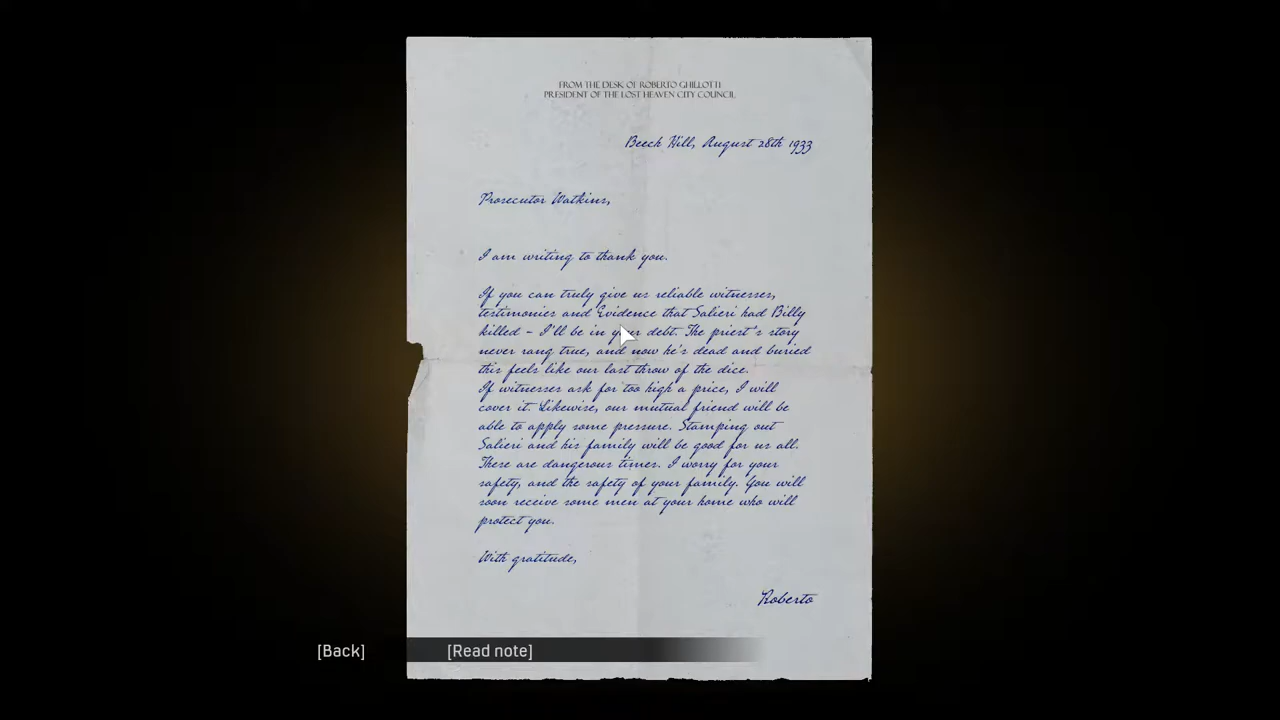 FROM THE DESK OF ROBERTO GHILLOTTI
PRESIDENT OF THE LOST HEAVEN CITY COUNCIL
Beech Hill, August 28th 1933
Prosecutor Watkins,
I am writing to thank you.
If you can truly give us reliable witnesses,
testimonies and Evidence that Salieri had Billy
killed - I'll be in your debt. The priest's story
never rang true, and now he's dead and buried
this feels like our last throw of the dice.
If witnesses ask for too high a price, I will
cover it. Likewise, our mutual friend will be
able to apply some pressure. Stamping out
Salieri and his family will be good for us all.
These are dangerous times. I worry for your
safety, and the safety of your family. You will
soon receive some men at your home who will
protect you.
With gratitude,
Roberto
[Back] [Read note]